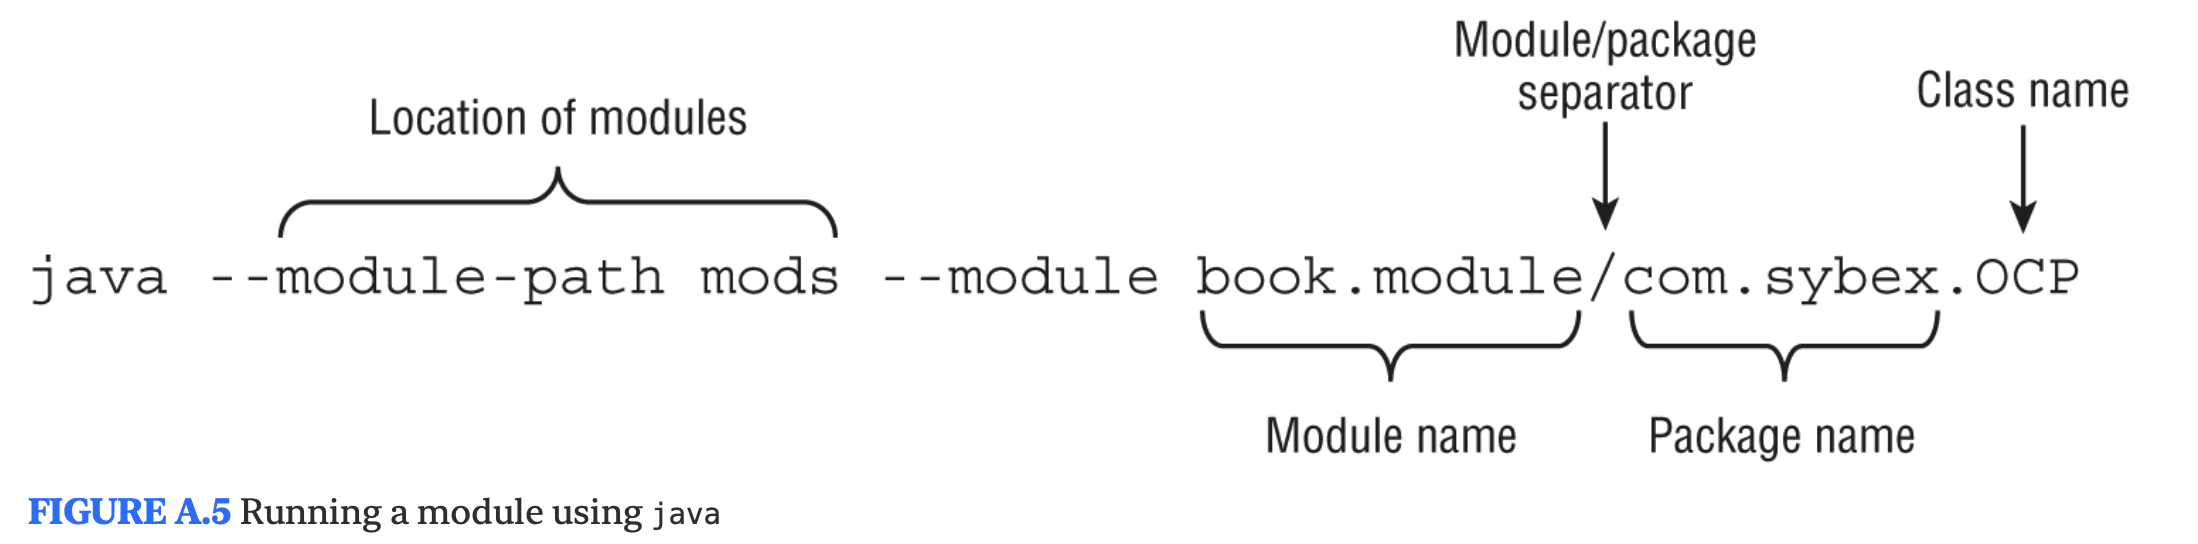 Module/package
separator
Class name
Location of modules
java --module-path mods --module book.module/com.sybex.OCP
Module name
Package name
FIGURE A.5 Running a module using java